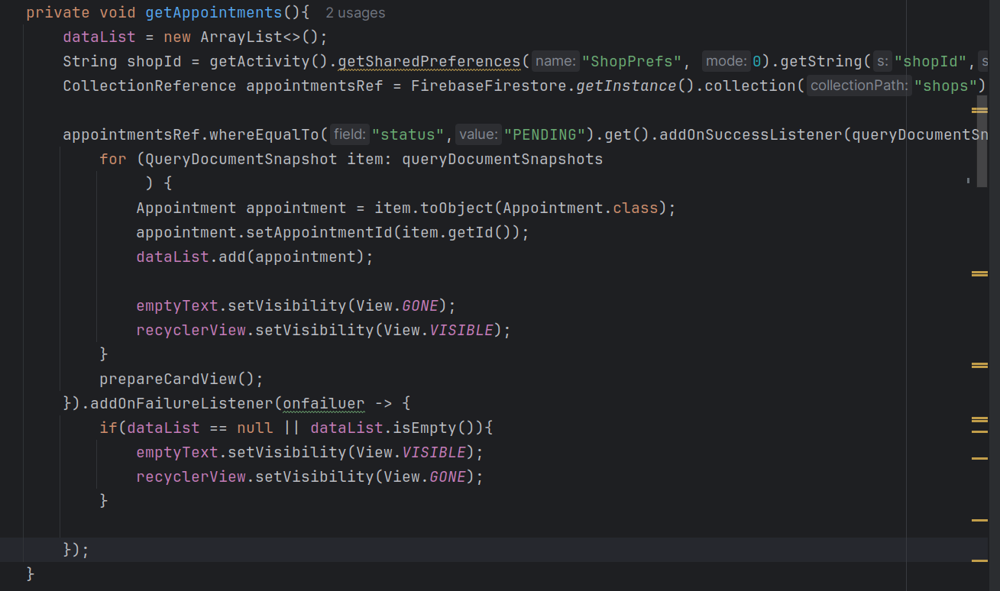 private void getAppointments(){ 2 usages
dataList = new ArrayList<>();
String shopId = getActivity().getSharedPreferences( name: "ShopPrefs", mode: 0).getString( s: "shopId", s
CollectionReference appointmentsRef = FirebaseFirestore.getInstance().collection( collectionPath: "shops")
appointmentsRef.whereEqualTo( field: "status", value: "PENDING").get().addOnSuccessListener(queryDocumentSn
for (QueryDocumentSnapshot item: queryDocumentSnapshots
) {
Appointment appointment = item.toObject(Appointment.class);
appointment.setAppointmentId(item.getId());
dataList.add(appointment);
emptyText.setVisibility(View.GONE);
recyclerView.setVisibility(View.VISIBLE);
}
prepareCardView();
}).addOnFailureListener(onfailuer -> {
if(dataList == null || dataList.isEmpty()){
emptyText.setVisibility(View.VISIBLE);
recyclerView.setVisibility(View.GONE);
}
});
}